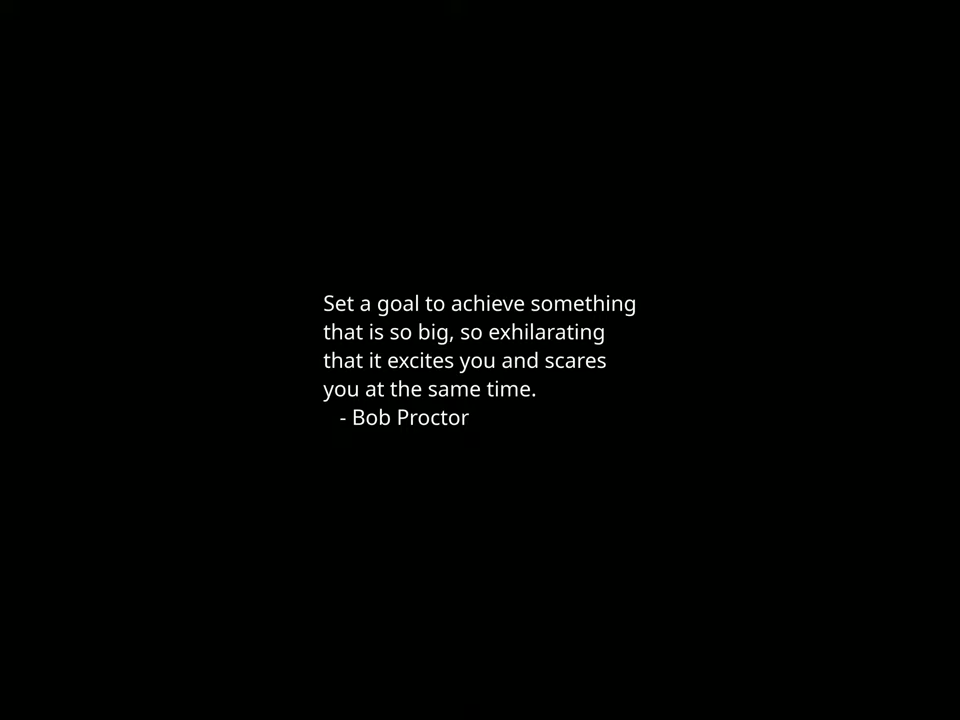 Set a goal to achieve something
that is so big, so exhilarating
that it excites you and scares
you at the same time.
- Bob Proctor